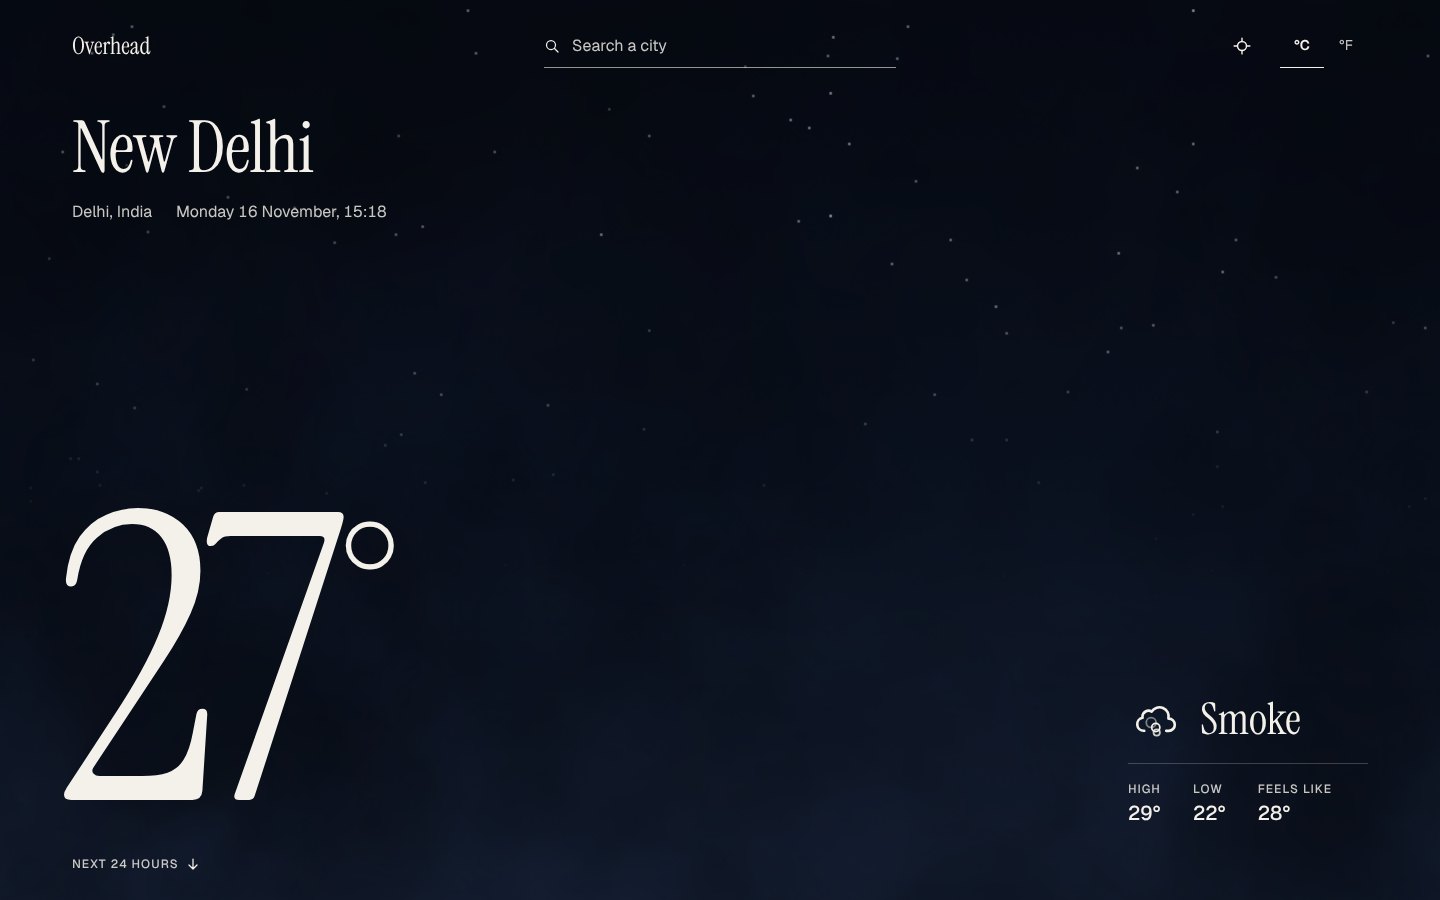 Overhead
Search a city
°C °F
New Delhi
Delhi, India Monday 16 November, 15:18
27°
Smoke
HIGH LOW FEELS LIKE
29° 22° 28°
NEXT 24 HOURS ↓